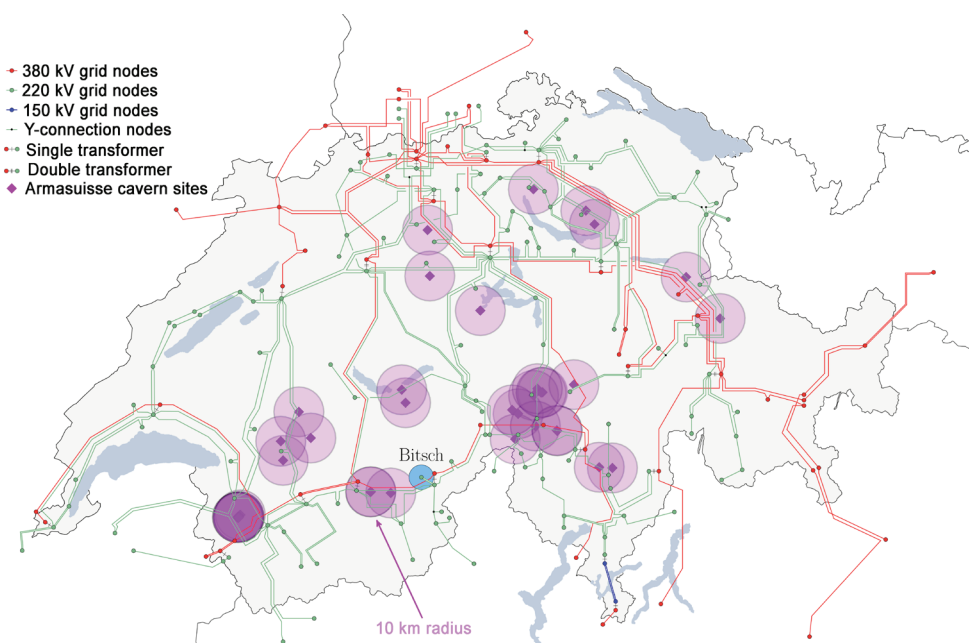 380 kV grid nodes
220 kV grid nodes
150 kV grid nodes
Y-connection nodes
Single transformer
Double transformer
Armasuisse cavern sites
Bitsch
10 km radius